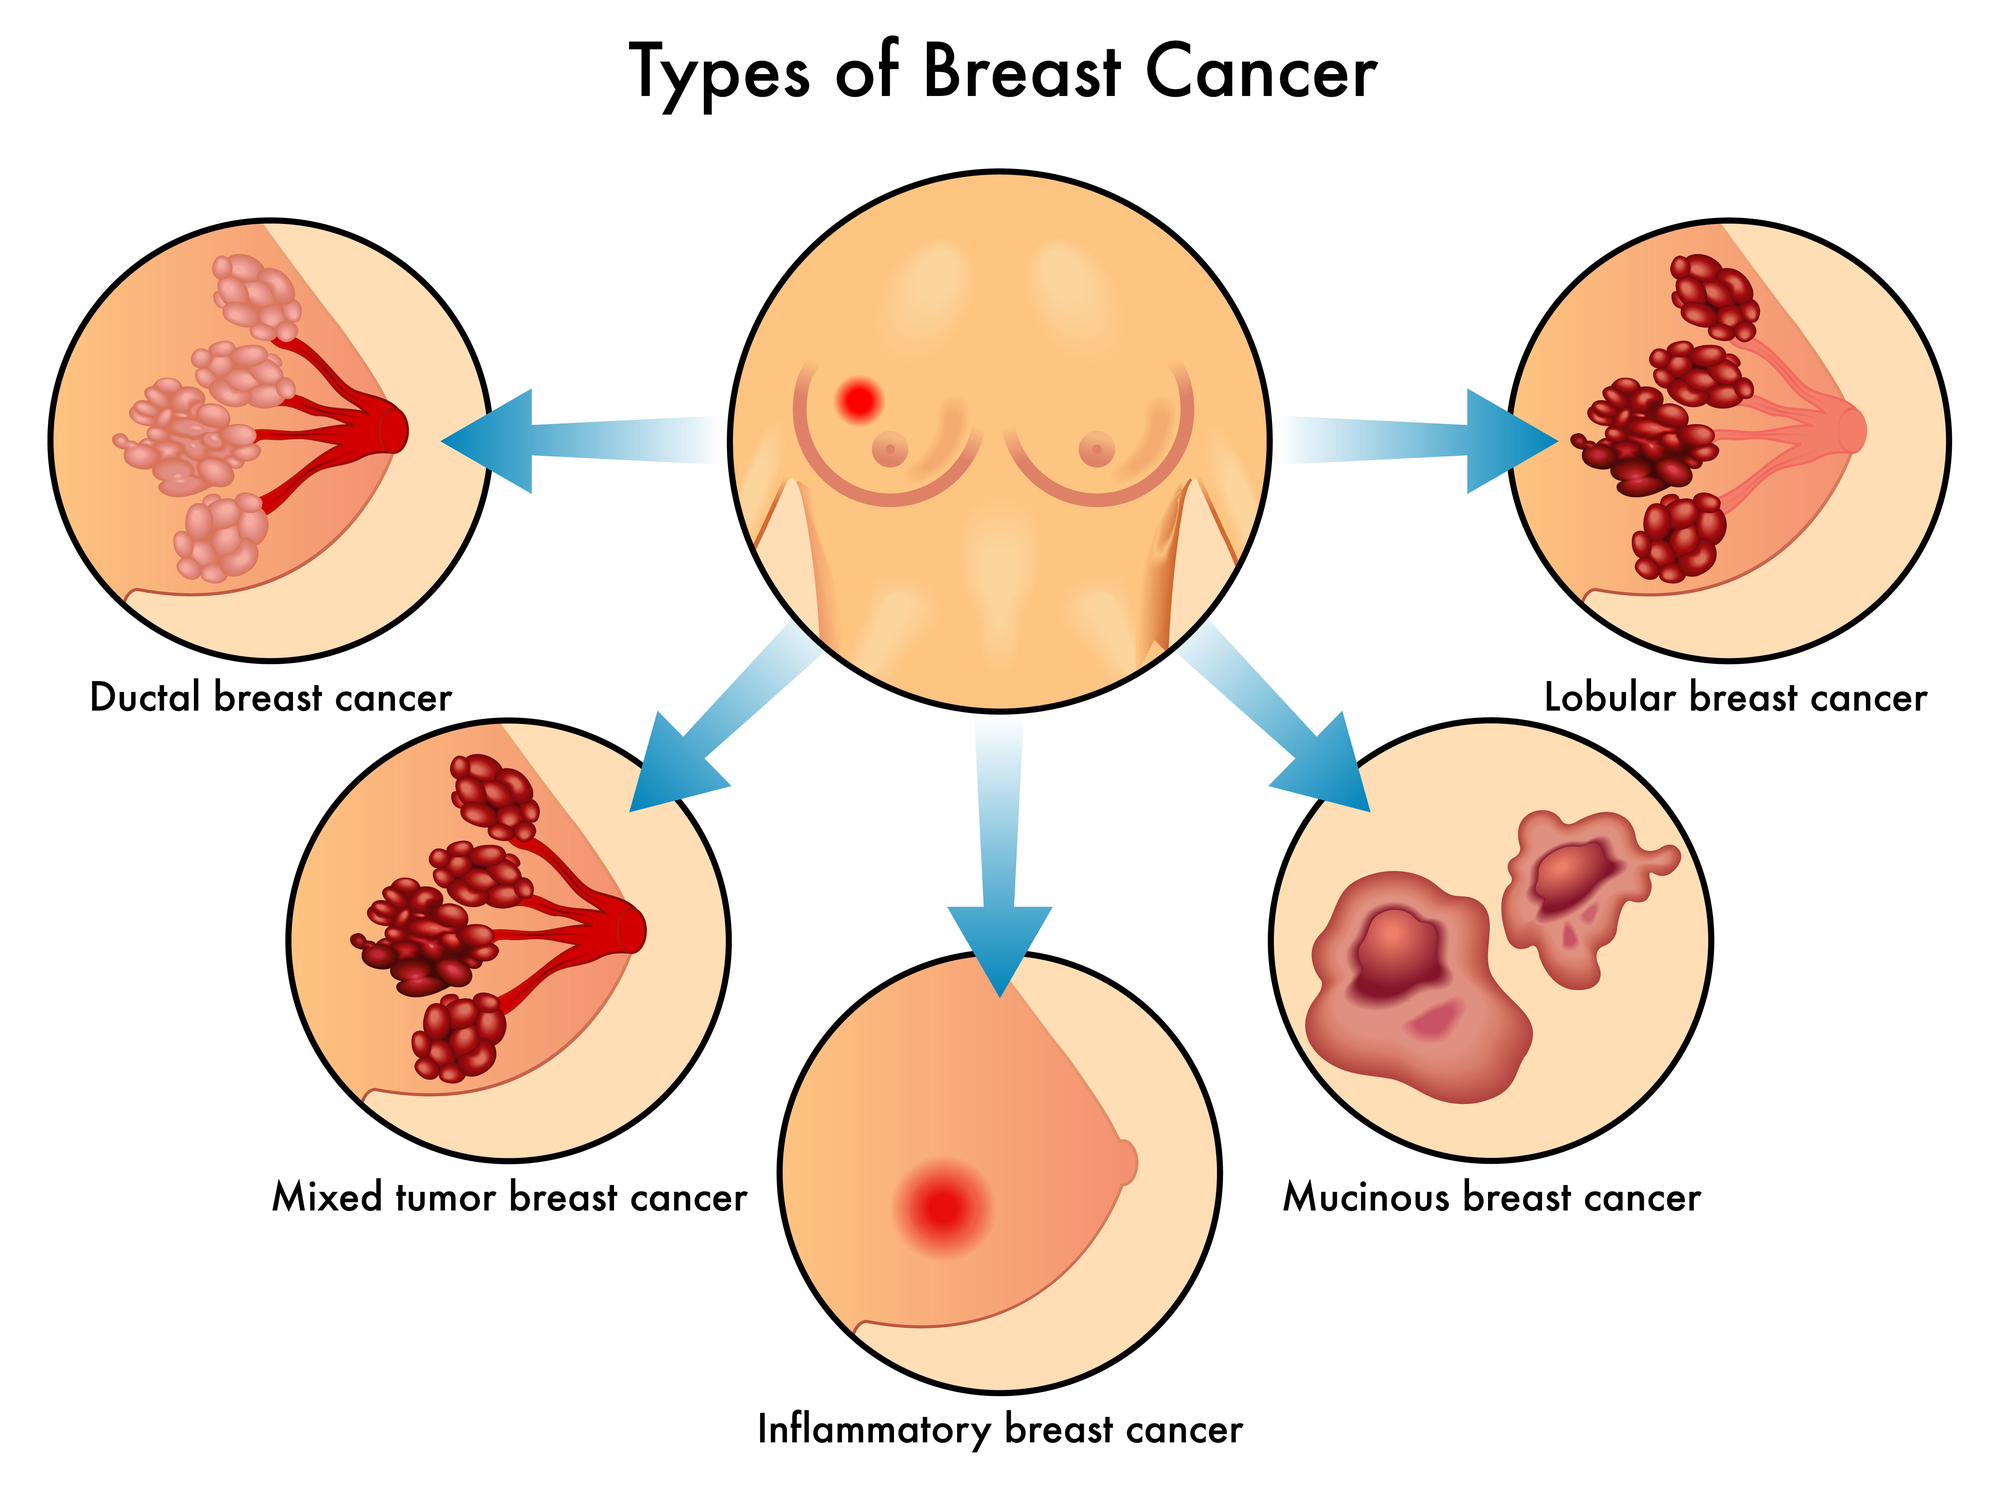 Types of Breast Cancer
Ductal breast cancer
Lobular breast cancer
Mixed tumor breast cancer
Mucinous breast cancer
Inflammatory breast cancer